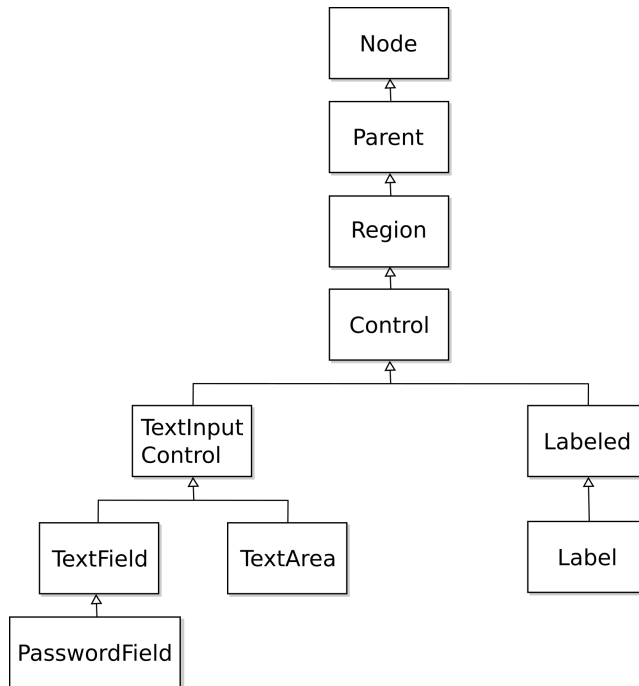 Node
Parent
Region
Control
TextInput
Control
Labeled
TextField
TextArea
Label
PasswordField